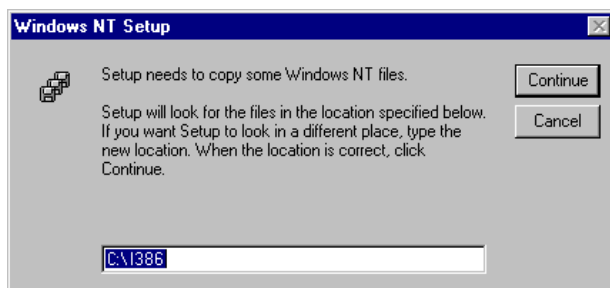 Windows NT Setup
Setup needs to copy some Windows NT files.
Setup will look for the files in the location specified below.
If you want Setup to look in a different place, type the
new location. When the location is correct, click
Continue.
Continue
Cancel
C:\I386